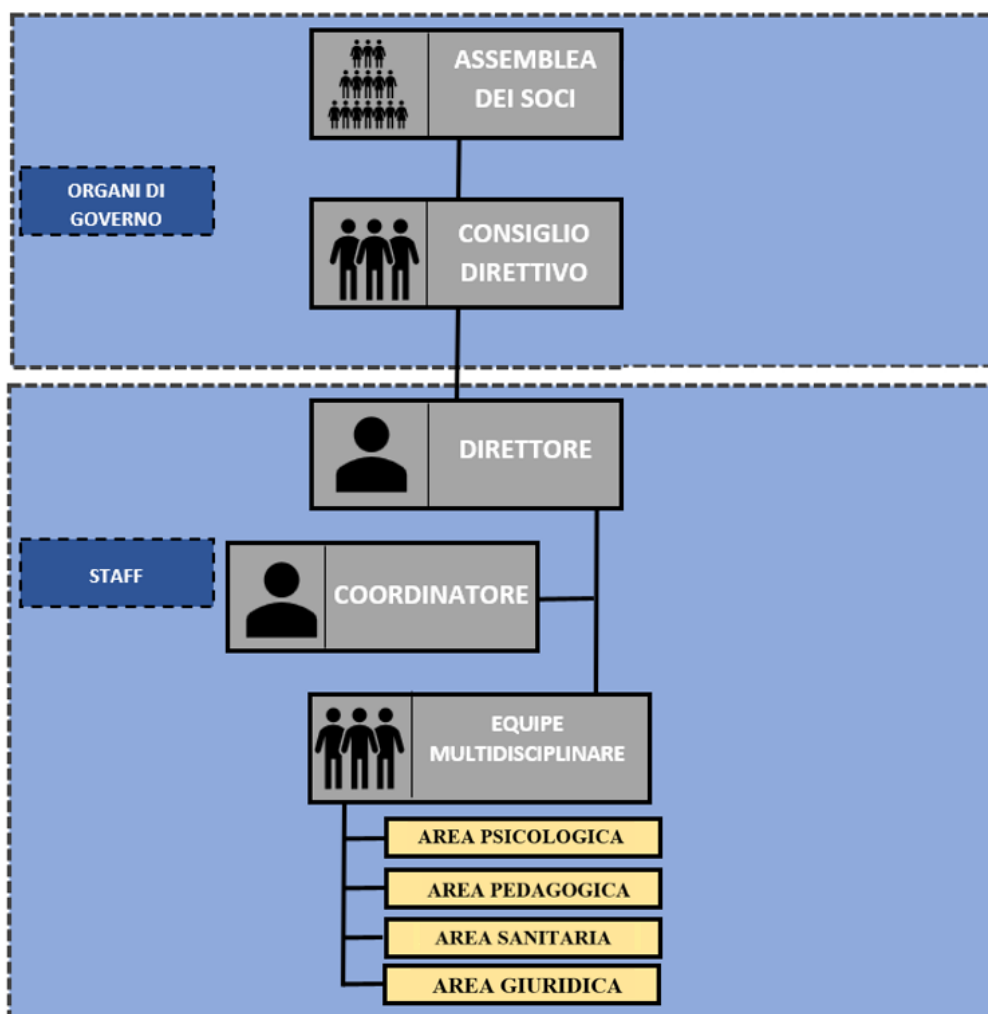 ASSEMBLEA
DEI SOCI
ORGANI DI
GOVERNO
CONSIGLIO
DIRETTIVO
DIRETTORE
STAFF
COORDINATORE
EQUIPE
MULTIDISCIPLINARE
AREA PSICOLOGICA
AREA PEDAGOGICA
AREA SANITARIA
AREA GIURIDICA